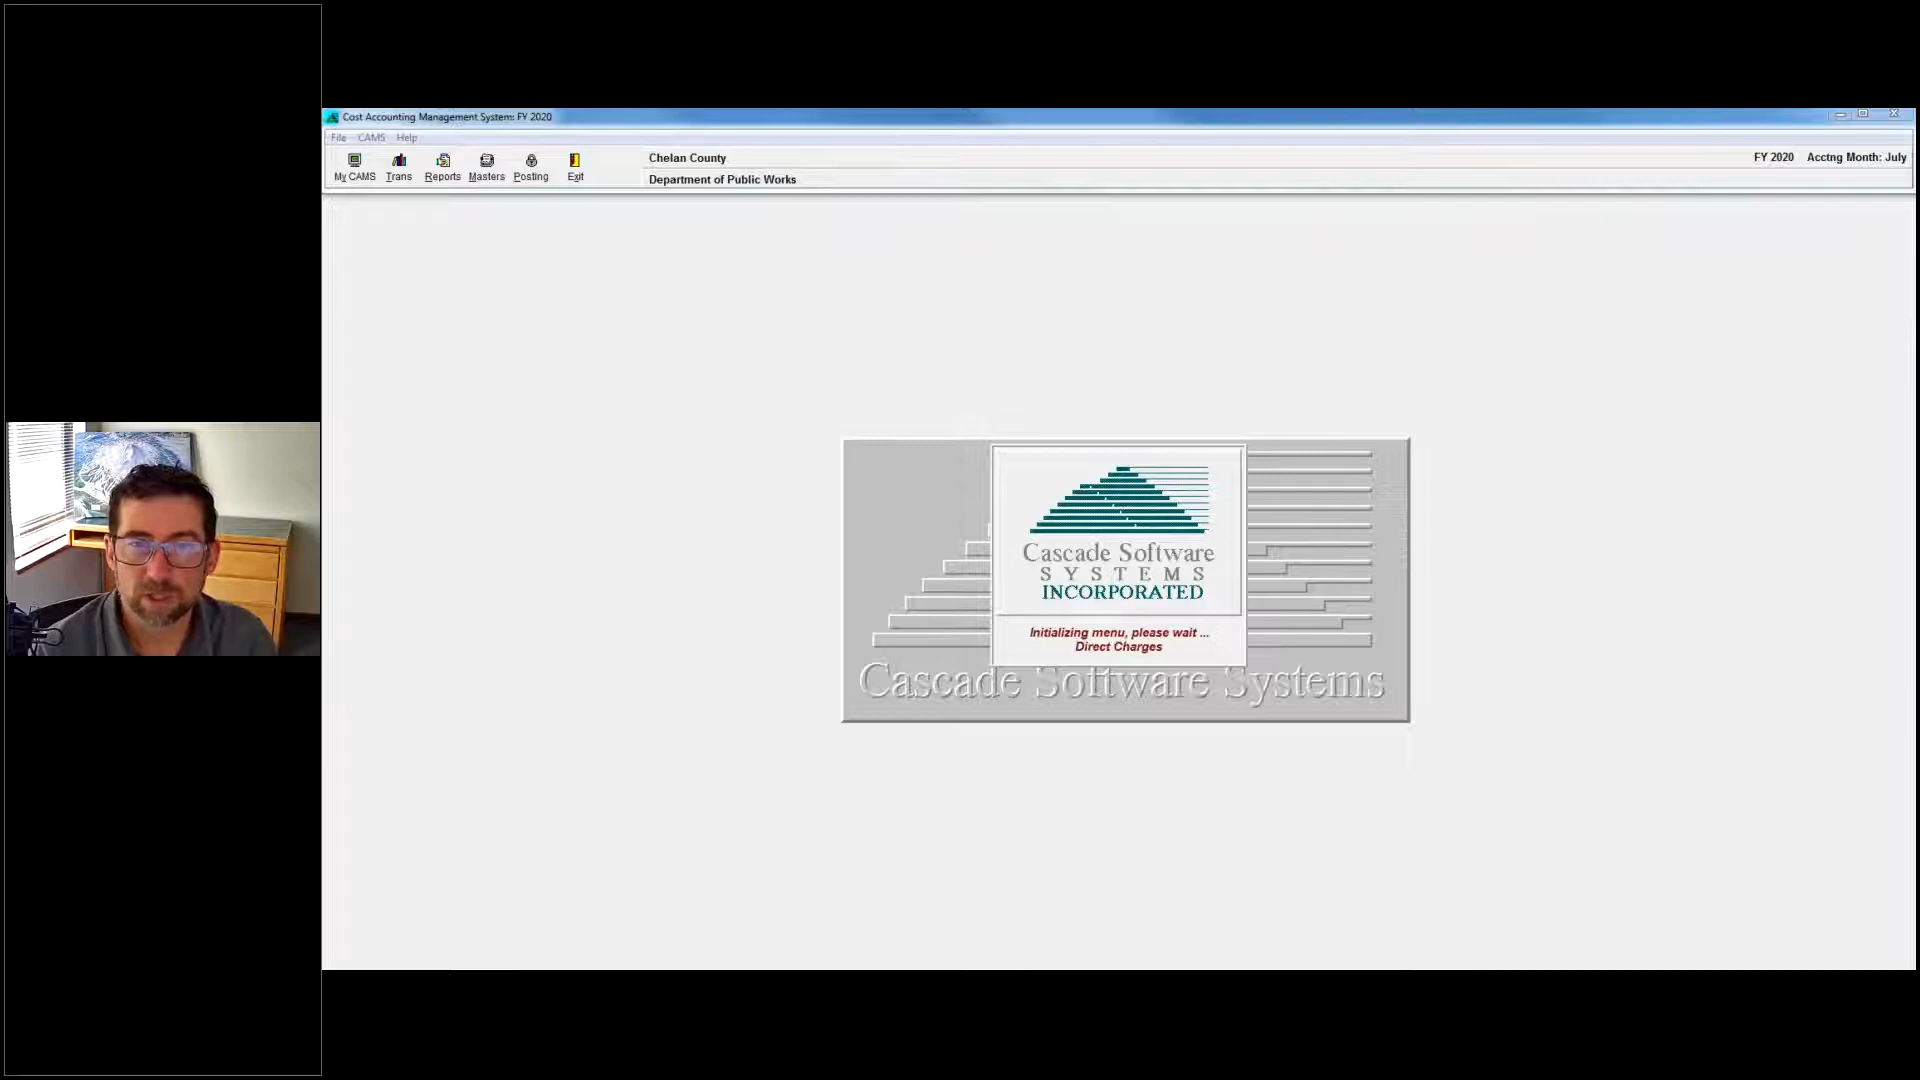 Cost Accounting Management System: FY 2020
File CAMS Help
My CAMS Trans Reports Masters Posting Exit
Chelan County
FY 2020 Acctng Month: July
Department of Public Works
Cascade Software
SYSTEMS
INCORPORATED
Initializing menu, please wait ...
Direct Charges
Cascade Software Systems